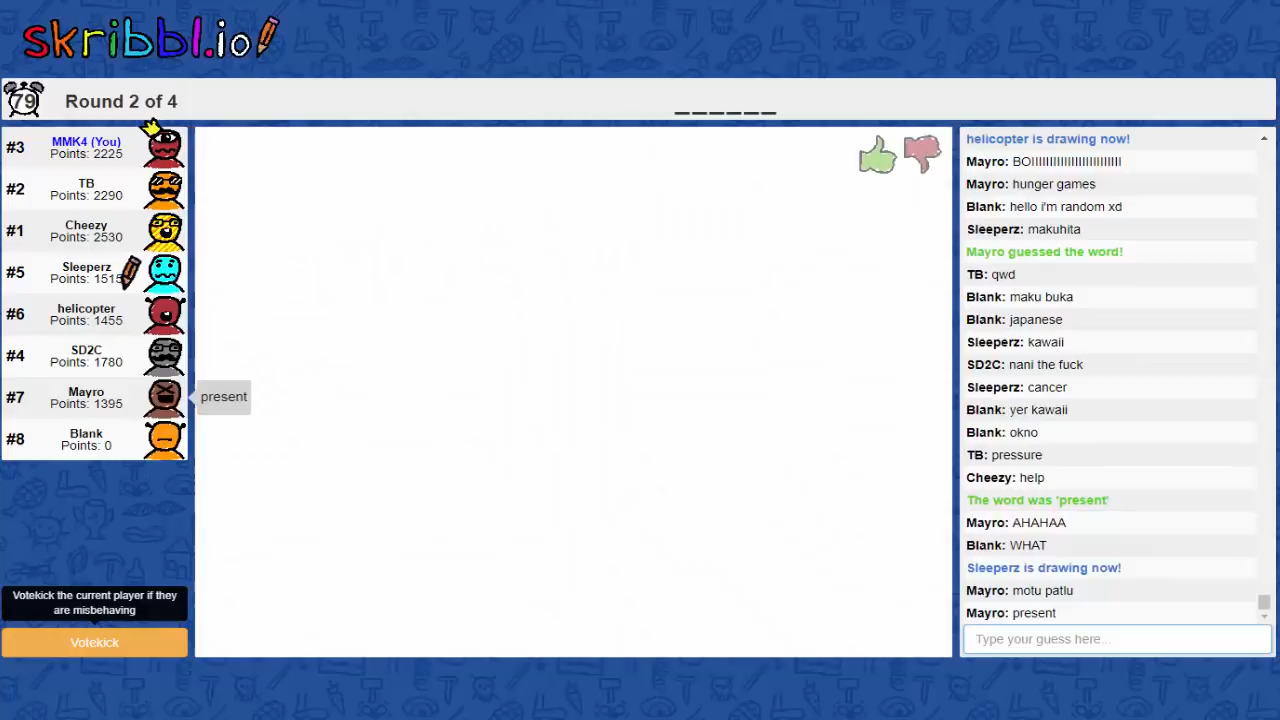 skribbl.io
79
Round 2 of 4
______
#3
MMK4 (You)
Points: 2225
#2
TB
Points: 2290
#1
Cheezy
Points: 2530
#5
Sleeperz
Points: 1515
#6
helicopter
Points: 1455
#4
SD2C
Points: 1780
#7
Mayro
Points: 1395
present
#8
Blank
Points: 0
Votekick the current player if they
are misbehaving
Votekick
helicopter is drawing now!
Mayro: BOIIIIIIIIIIIIIIIIIIIIIIIII
Mayro: hunger games
Blank: hello i'm random xd
Sleeperz: makuhita
Mayro guessed the word!
TB: qwd
Blank: maku buka
Blank: japanese
Sleeperz: kawaii
SD2C: nani the fuck
Sleeperz: cancer
Blank: yer kawaii
Blank: okno
TB: pressure
Cheezy: help
The word was 'present'
Mayro: AHAHAA
Blank: WHAT
Sleeperz is drawing now!
Mayro: motu patlu
Mayro: present
Type your guess here...